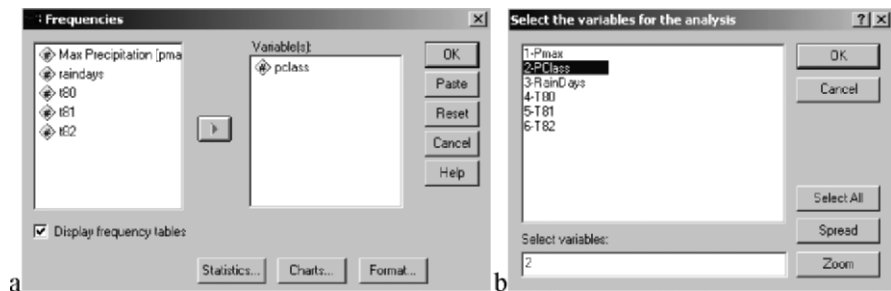 Frequencies
Max Precipitation [pma
raindays
t80
t81
t82
Variable(s):
pclass
OK
Paste
Reset
Cancel
Help
Display frequency tables
Statistics...
Charts...
Format...
a
Select the variables for the analysis
1-Pmax
2-PClass
3-RainDays
4-T80
5-T81
6-T82
OK
Cancel
Select All
Spread
Zoom
Select variables:
2
b